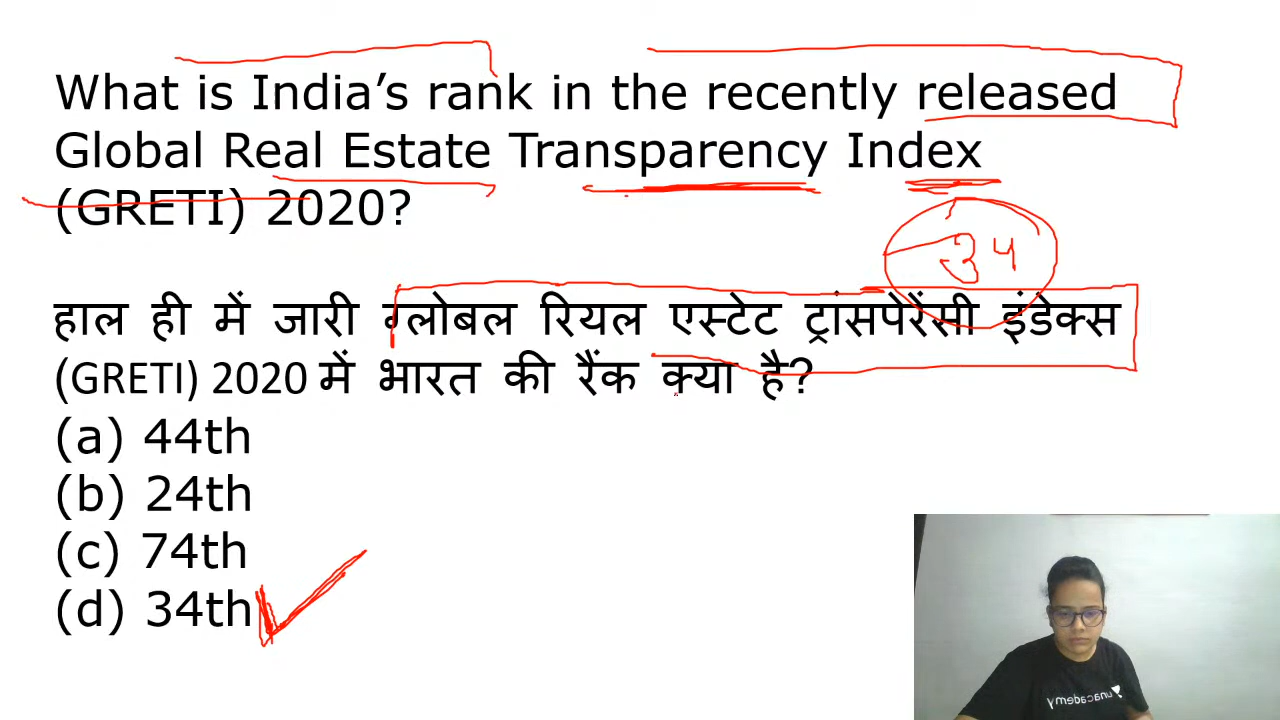 What is India's rank in the recently released
Global Real Estate Transparency Index
(GRETI) 2020?
34
हाल ही में जारी ग्लोबल रियल एस्टेट ट्रांसपेरेंसी इंडेक्स
(GRETI) 2020 में भारत की रैंक क्या है?
(a) 44th
(b) 24th
(c) 74th
(d) 34th
unacademy